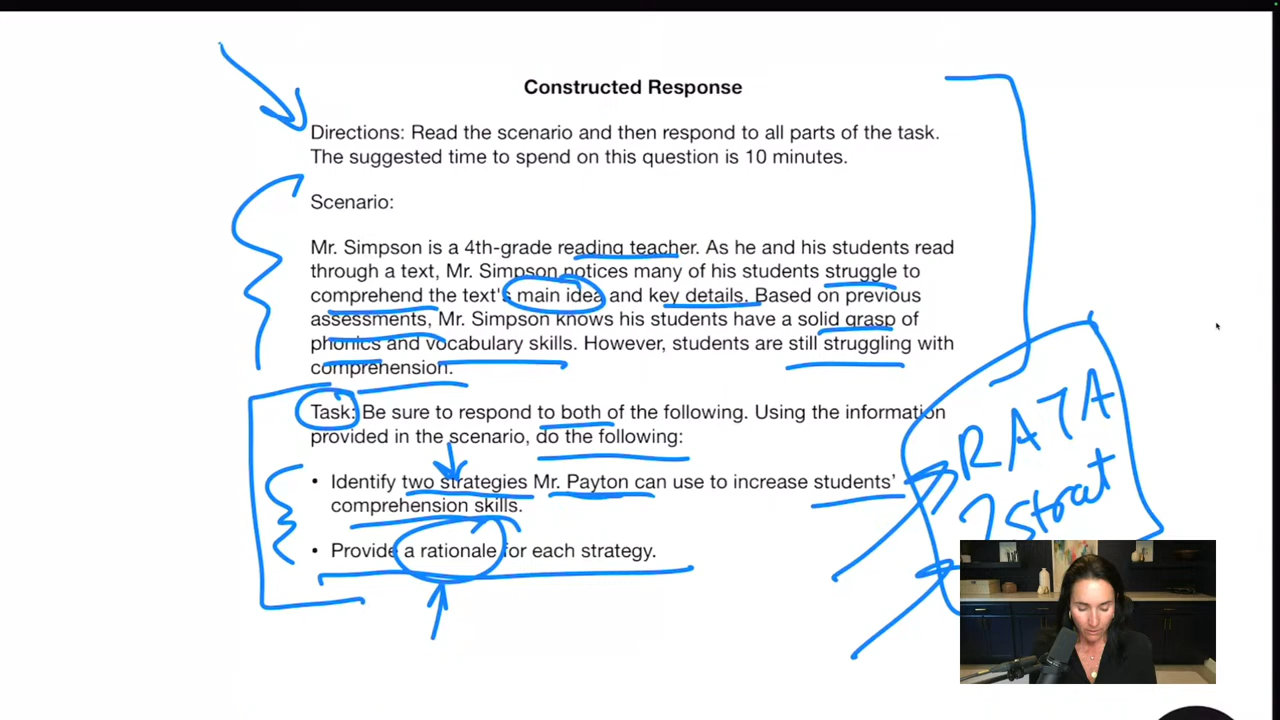 Constructed Response
Directions: Read the scenario and then respond to all parts of the task.
The suggested time to spend on this question is 10 minutes.
Scenario:
Mr. Simpson is a 4th-grade reading teacher. As he and his students read
through a text, Mr. Simpson notices many of his students struggle to
comprehend the text's main idea and key details. Based on previous
assessments, Mr. Simpson knows his students have a solid grasp of
phonics and vocabulary skills. However, students are still struggling with
comprehension.
Task: Be sure to respond to both of the following. Using the information
provided in the scenario, do the following:
• Identify two strategies Mr. Payton can use to increase students'
comprehension skills.
• Provide a rationale for each strategy.
RATA
2 strat